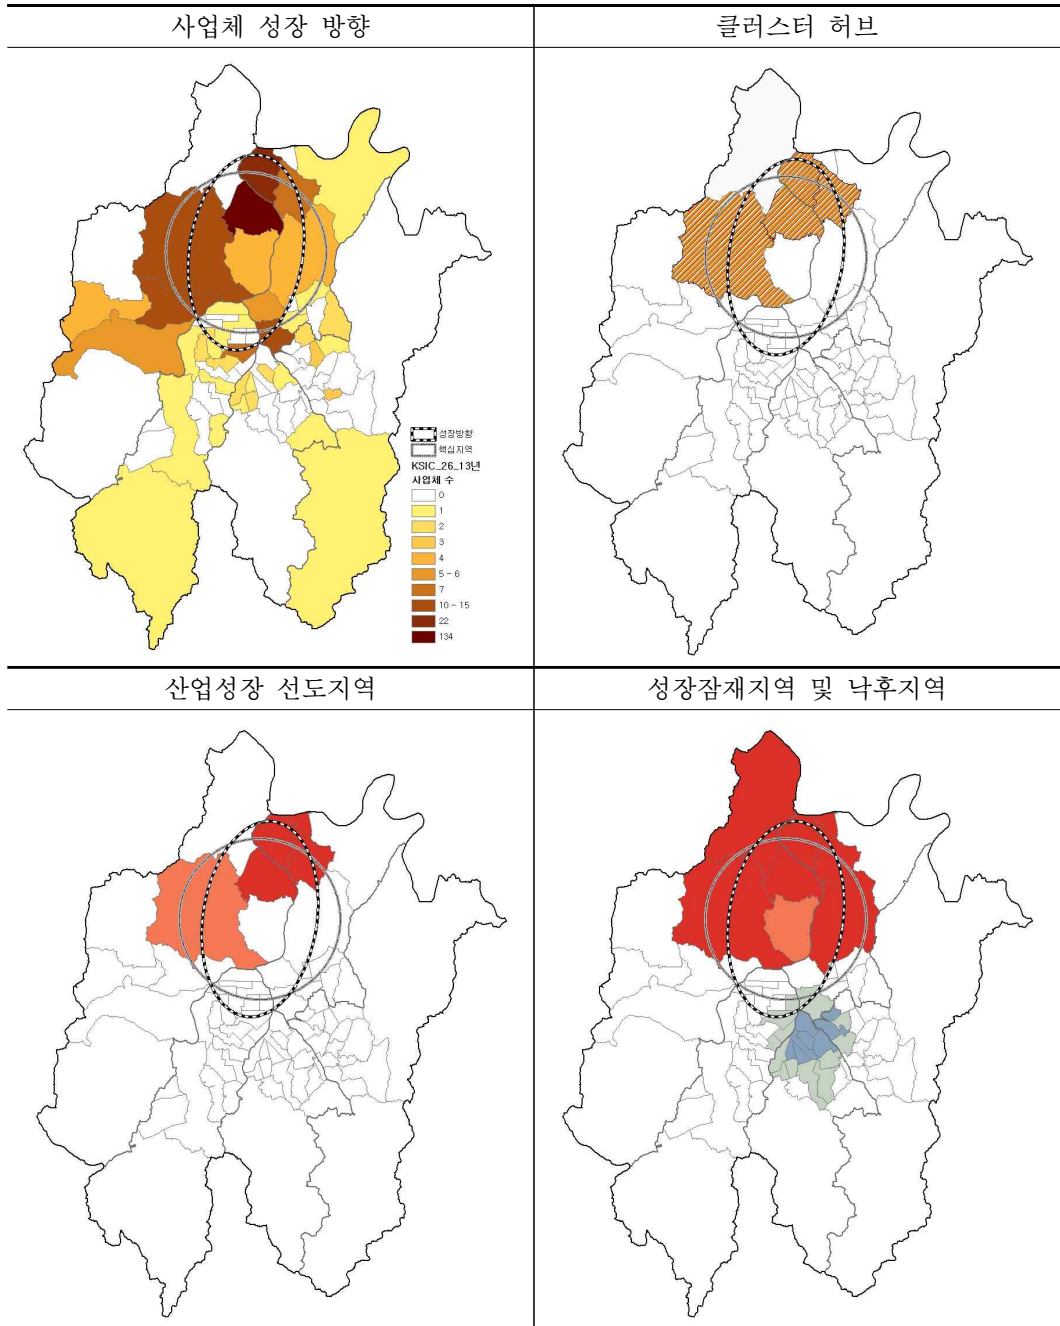 사업체 성장 방향
클러스터 허브
성장방향
핵심지역
KSIC_26_13년
사업체 수
0
1
2
3
4
5 - 6
7
10 - 15
22
134
산업성장 선도지역
성장잠재지역 및 낙후지역